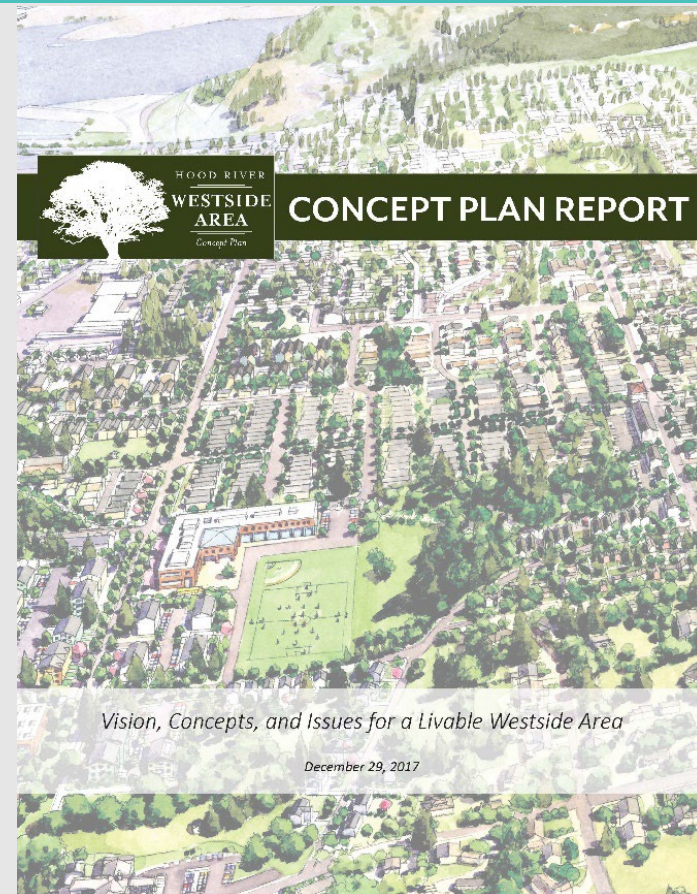 HOOD RIVER
WESTSIDE
AREA
Concept Plan
CONCEPT PLAN REPORT
Vision, Concepts, and Issues for a Livable Westside Area
December 29, 2017